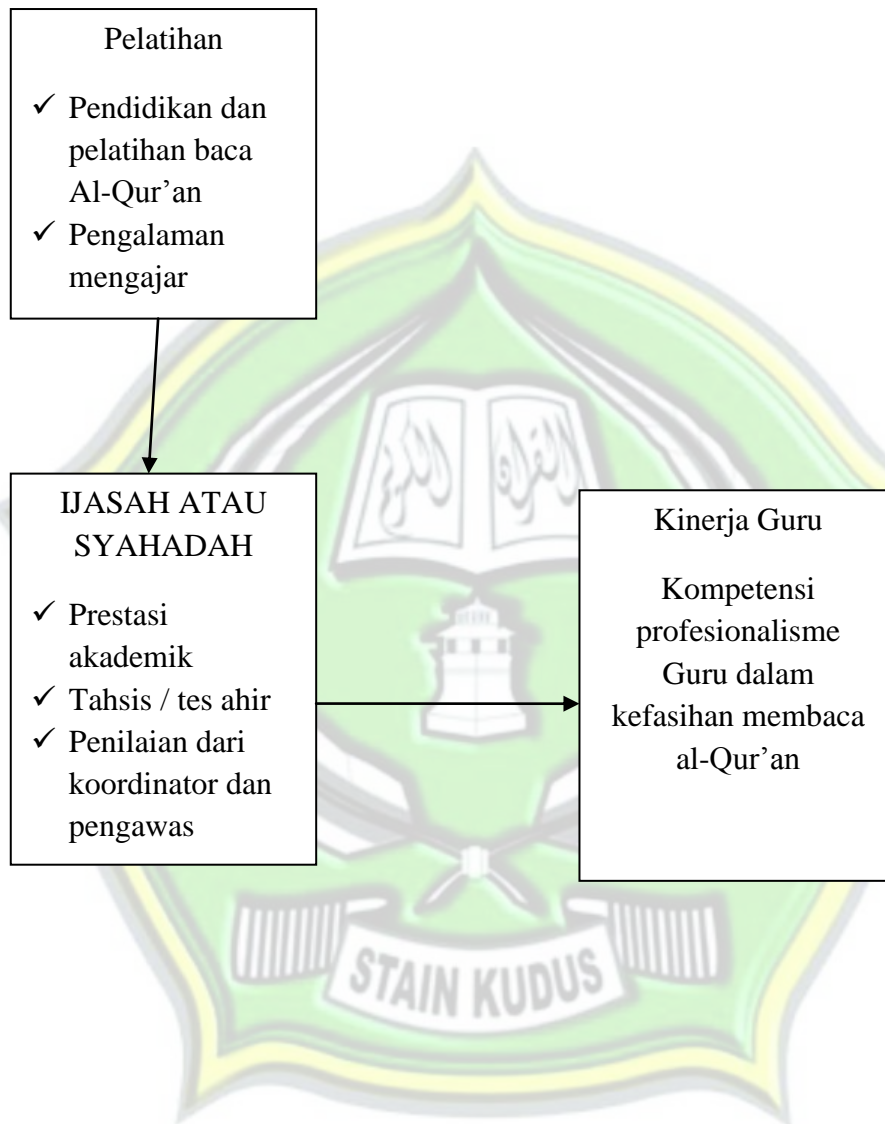 Pelatihan
✓ Pendidikan dan
pelatihan baca
Al-Qur’an
✓ Pengalaman
mengajar
IJASAH ATAU
SYAHADAH
✓ Prestasi
akademik
✓ Tahsis / tes ahir
✓ Penilaian dari
koordinator dan
pengawas
Kinerja Guru
Kompetensi
profesionalisme
Guru dalam
kefasihan membaca
al-Qur’an
STAIN KUDUS